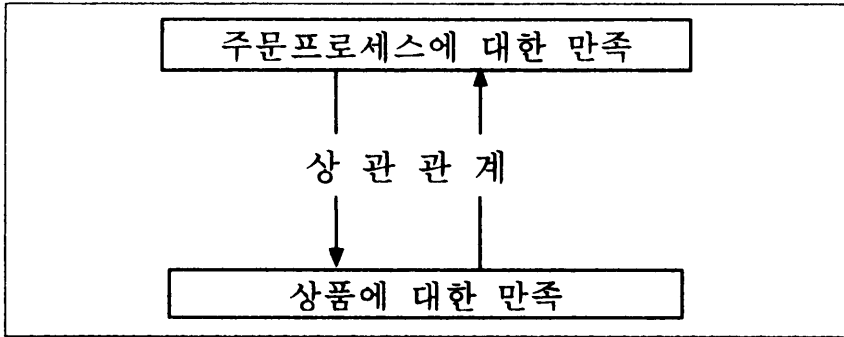 주문프로세스에 대한 만족
상 관 관 계
상품에 대한 만족